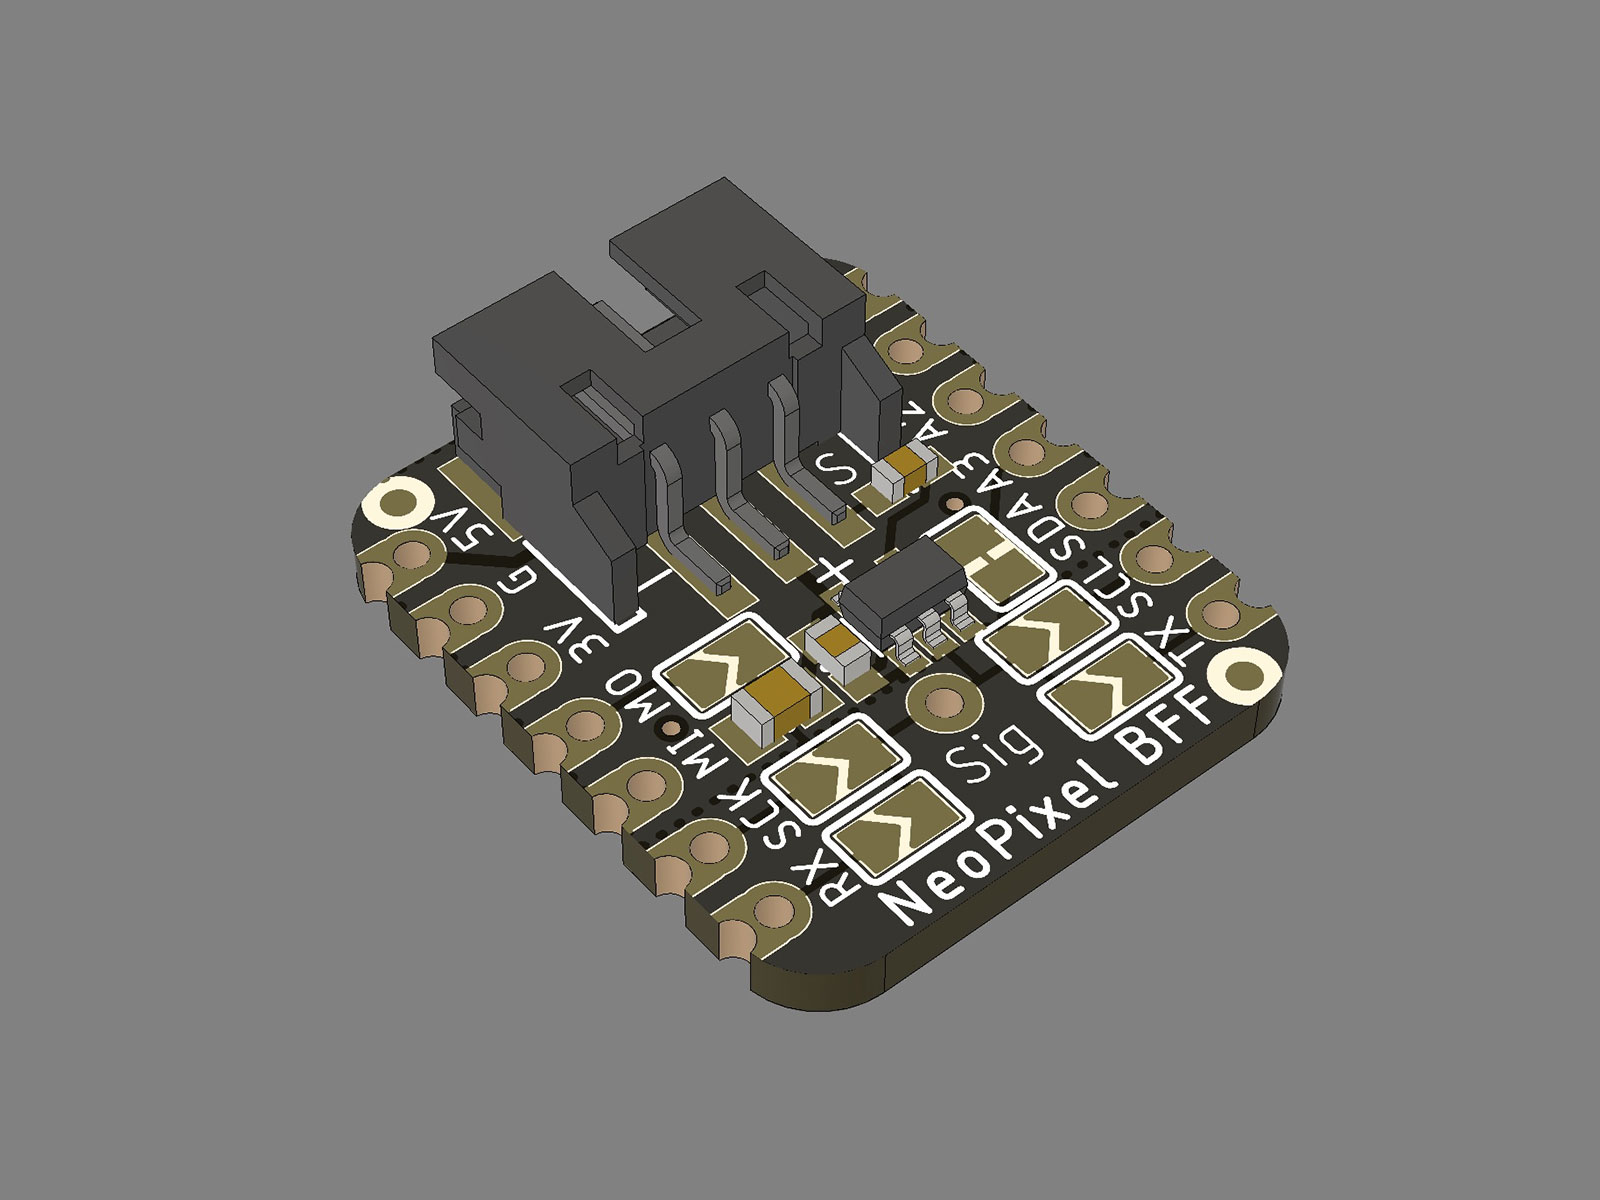 5V
G
3V
MO
MI
SCK
RX
S
+
A2
A3
SDA
SCL
TX
Sig
NeoPixel BFF